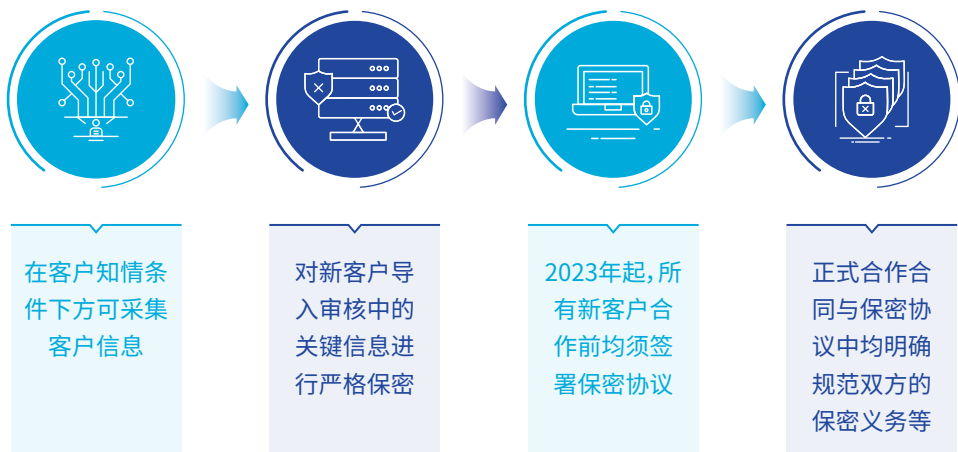 在客户知情条
件下方可采集
客户信息
对新客户导
入审核中的
关键信息进
行严格保密
2023年起，所
有新客户合
作前均须签
署保密协议
正式合作合
同与保密协
议中均明确
规范双方的
保密义务等